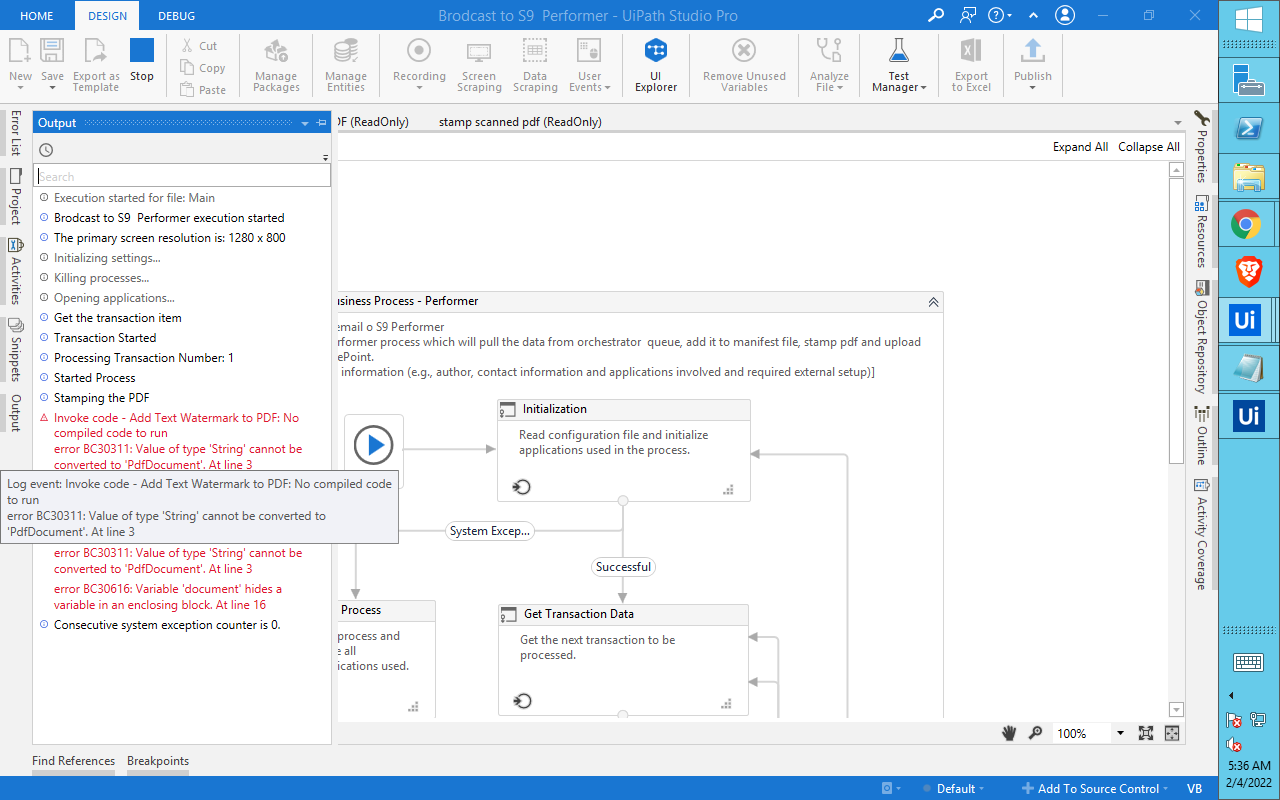 HOME
DESIGN
DEBUG
Brodcast to S9  Performer - UiPath Studio Pro
New
Save
Export as
Template
Stop
Cut
Copy
Paste
Manage
Packages
Manage
Entities
Recording
Screen
Scraping
Data
Scraping
User
Events
UI
Explorer
Remove Unused
Variables
Analyze
File
Test
Manager
Export
to Excel
Publish
Error List
Project
Activities
Snippets
Output
Output
Search
Execution started for file: Main
Brodcast to S9  Performer execution started
The primary screen resolution is: 1280 x 800
Initializing settings...
Killing processes...
Opening applications...
Get the transaction item
Transaction Started
Processing Transaction Number: 1
Started Process
Stamping the PDF
Invoke code - Add Text Watermark to PDF: No
compiled code to run
error BC30311: Value of type 'String' cannot be
converted to 'PdfDocument'. At line 3
Log event: Invoke code - Add Text Watermark to PDF: No compiled code
to run
error BC30311: Value of type 'String' cannot be converted to
'PdfDocument'. At line 3
error BC30311: Value of type 'String' cannot be
converted to 'PdfDocument'. At line 3
error BC30616: Variable 'document' hides a
variable in an enclosing block. At line 16
Consecutive system exception counter is 0.
DF (ReadOnly)
stamp scanned pdf (ReadOnly)
Expand All
Collapse All
usiness Process - Performer
email o S9 Performer
rformer process which will pull the data from orchestrator  queue, add it to manifest file, stamp pdf and upload
ePoint.
information (e.g., author, contact information and applications involved and required external setup)]
Initialization
Read configuration file and initialize
applications used in the process.
System Excep...
Successful
Process
process and
e all
ications used.
Get Transaction Data
Get the next transaction to be
processed.
100%
Properties
Resources
Object Repository
Outline
Activity Coverage
Find References
Breakpoints
Default
Add To Source Control
VB
Ui
Ui
5:36 AM
2/4/2022